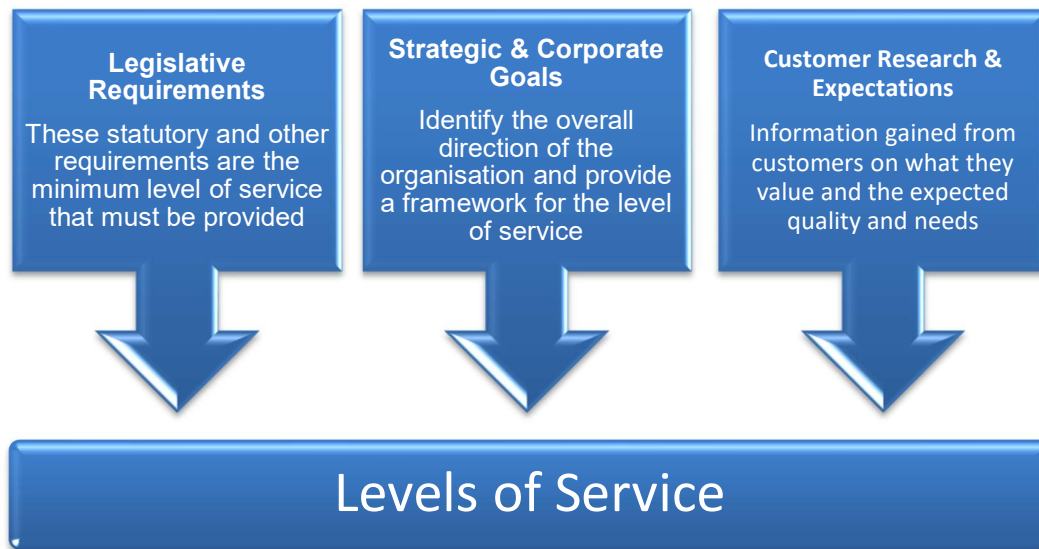 Legislative
Requirements
These statutory and other
requirements are the
minimum level of service
that must be provided
Strategic & Corporate
Goals
Identify the overall
direction of the
organisation and provide
a framework for the level
of service
Customer Research &
Expectations
Information gained from
customers on what they
value and the expected
quality and needs
Levels of Service